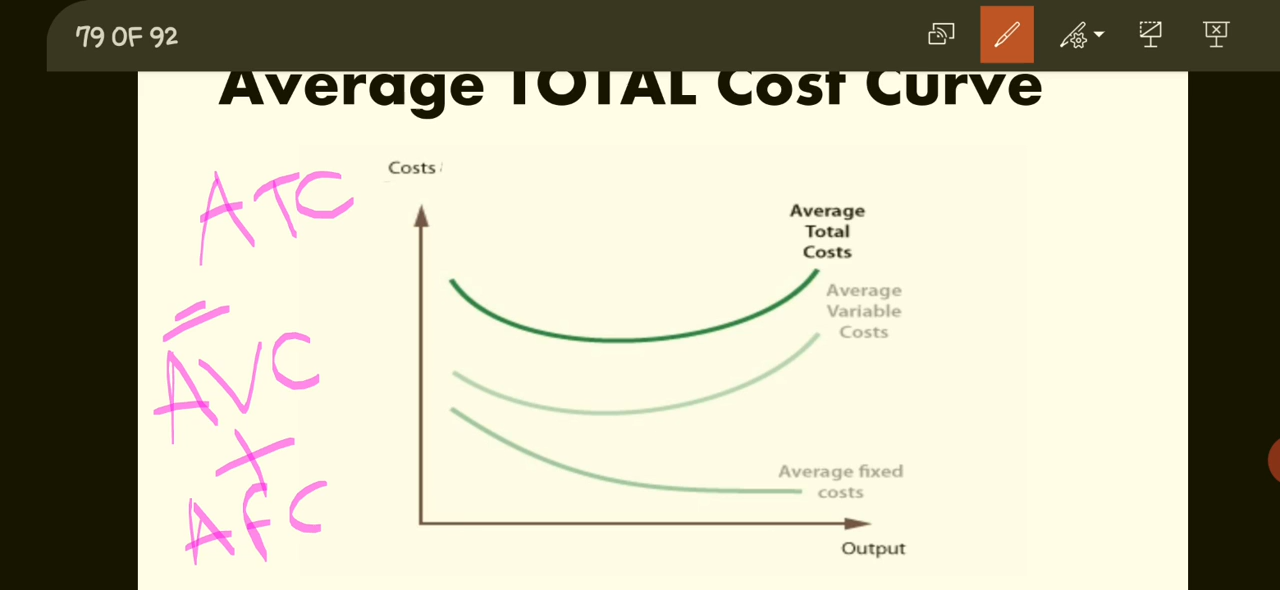 79 OF 92
Average TOTAL Cost Curve
Costs
ATC
=
AVC
+
AFC
Average
Total
Costs
Average
Variable
Costs
Average fixed
costs
Output